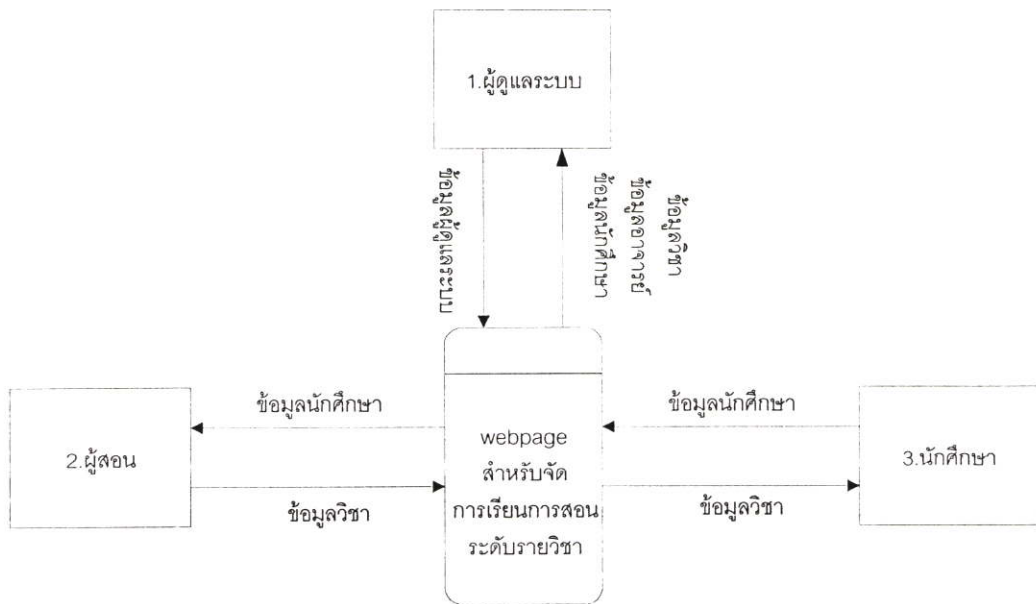 1.ผู้ดูแลระบบ
ข้อมูลผู้ดูแลระบบ
ข้อมูลวิชา
ข้อมูลอาจารย์
ข้อมูลนักศึกษา
ข้อมูลนักศึกษา
2.ผู้สอน
ข้อมูลวิชา
webpage
สำหรับจัด
การเรียนการสอน
ระดับรายวิชา
ข้อมูลนักศึกษา
3.นักศึกษา
ข้อมูลวิชา